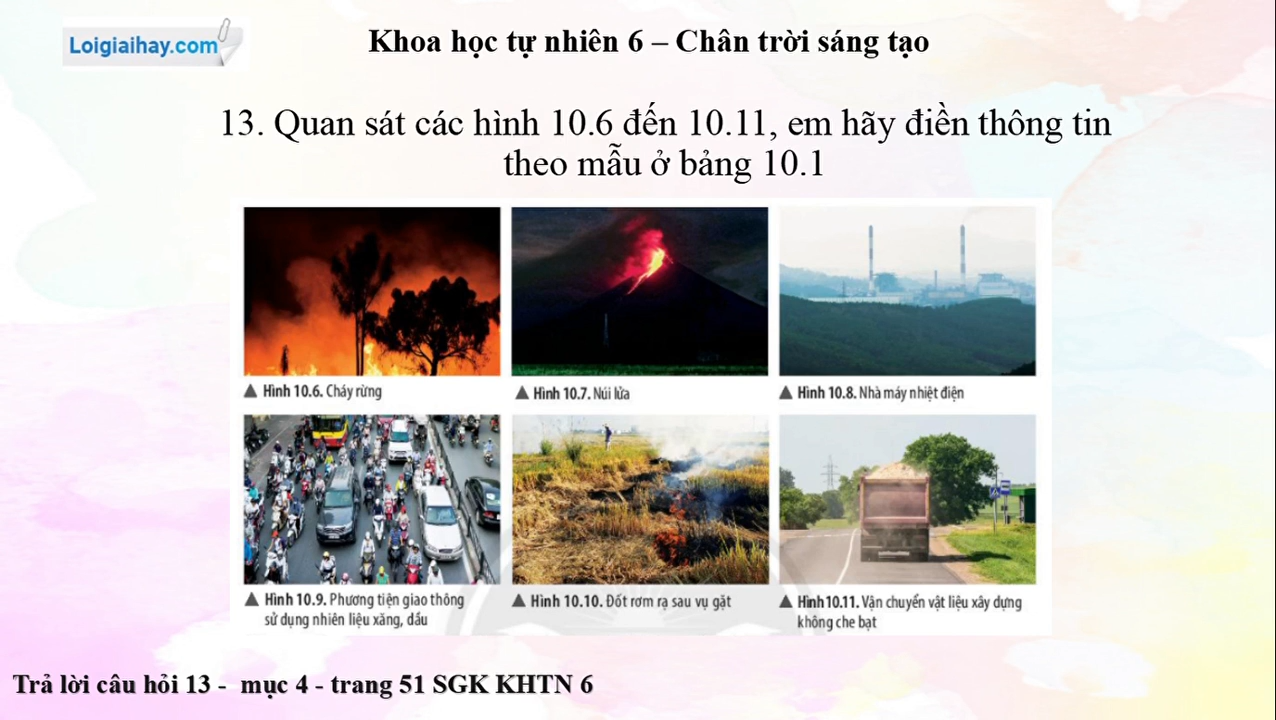 Loigiaihay.com
Khoa học tự nhiên 6 – Chân trời sáng tạo
13. Quan sát các hình 10.6 đến 10.11, em hãy điền thông tin
theo mẫu ở bảng 10.1
▲ Hình 10.6. Cháy rừng
▲ Hình 10.7. Núi lửa
▲ Hình 10.8. Nhà máy nhiệt điện
▲ Hình 10.9. Phương tiện giao thông
sử dụng nhiên liệu xăng, dầu
▲ Hình 10.10. Đốt rơm rạ sau vụ gặt
▲ Hình 10.11. Vận chuyển vật liệu xây dựng
không che bạt
Trả lời câu hỏi 13 - mục 4 - trang 51 SGK KHTN 6